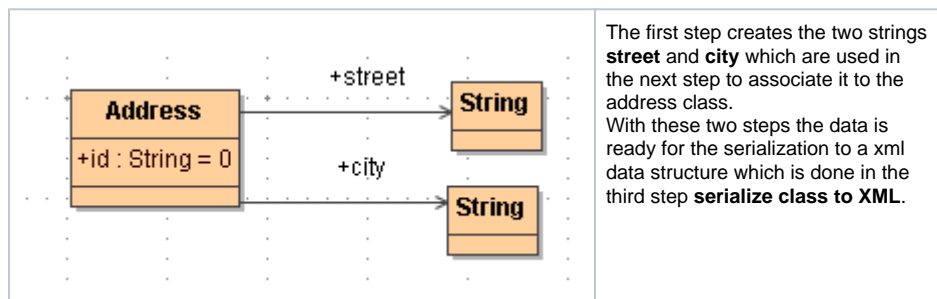 +street
Address
String
+id : String = 0
+city
String
The first step creates the two strings
street and city which are used in
the next step to associate it to the
address class.
With these two steps the data is
ready for the serialization to a xml
data structure which is done in the
third step serialize class to XML.